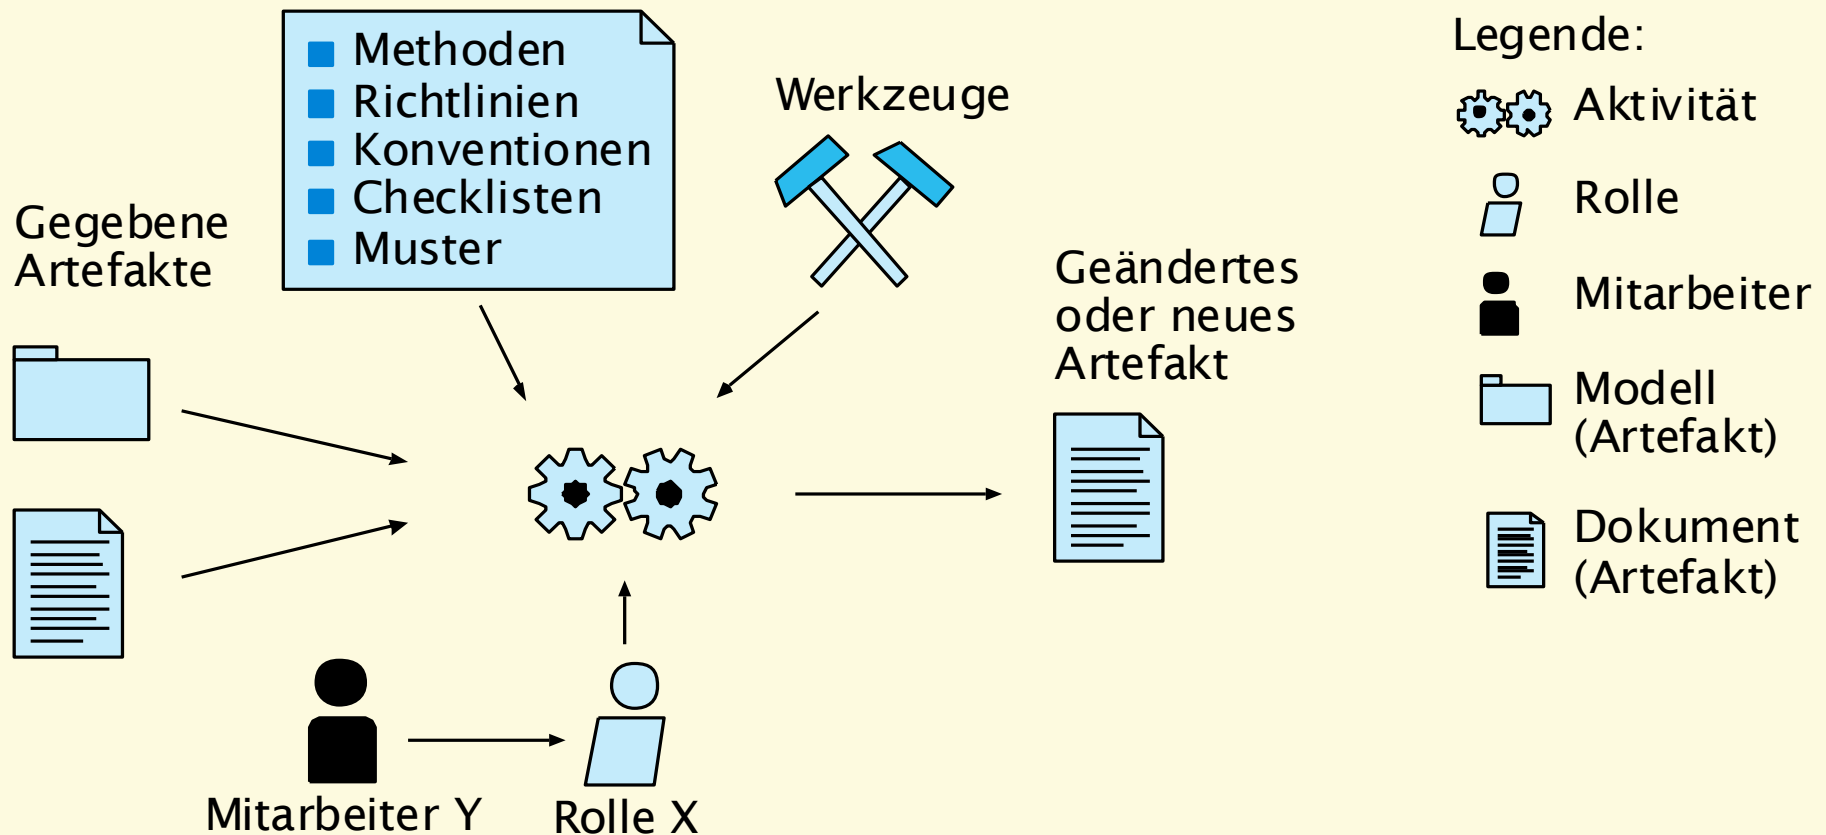 Methoden
Richtlinien
Konventionen
Checklisten
Muster
Werkzeuge
Gegebene
Artefakte
Geändertes
oder neues
Artefakt
Mitarbeiter Y
Rolle X
Legende:
Aktivität
Rolle
Mitarbeiter
Modell
(Artefakt)
Dokument
(Artefakt)